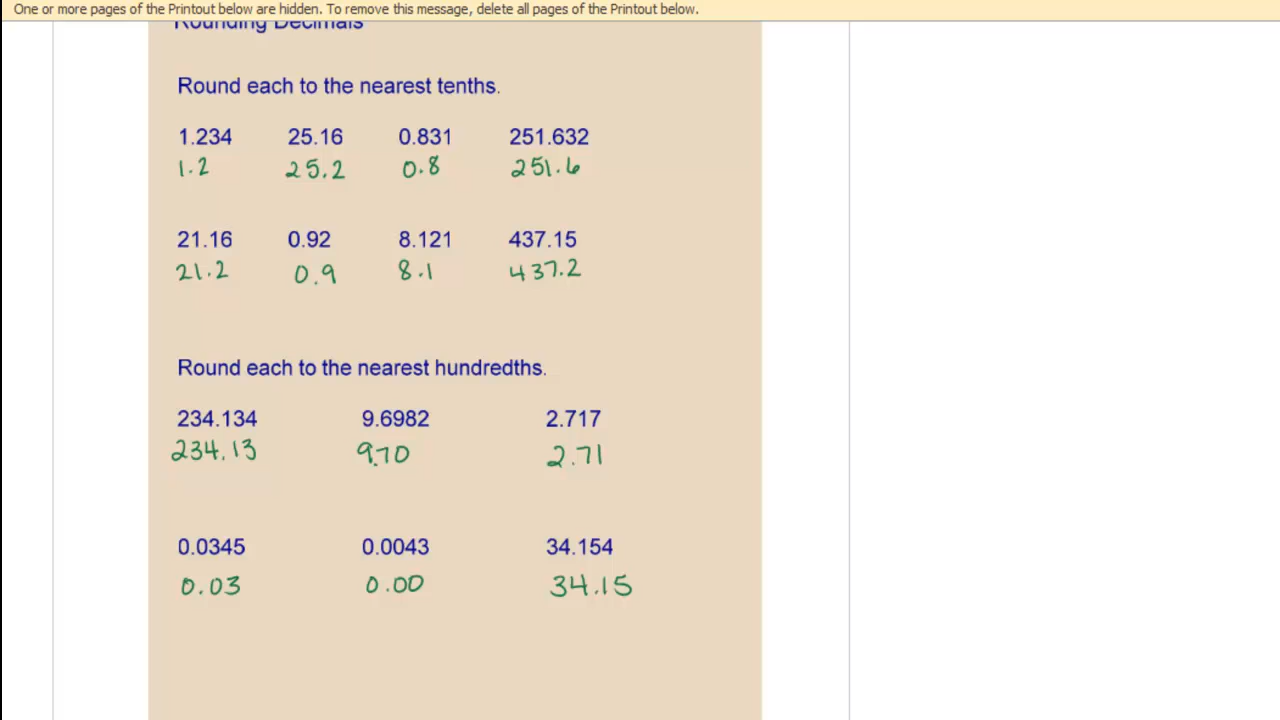 One or more pages of the Printout below are hidden. To remove this message, delete all pages of the Printout below.
Rounding Decimals
Round each to the nearest tenths.
1.234 25.16 0.831 251.632
1.2 25.2 0.8 251.6
21.16 0.92 8.121 437.15
21.2 0.9 8.1 437.2
Round each to the nearest hundredths.
234.134 9.6982 2.717
234.13 9.70 2.71
0.0345 0.0043 34.154
0.03 0.00 34.15